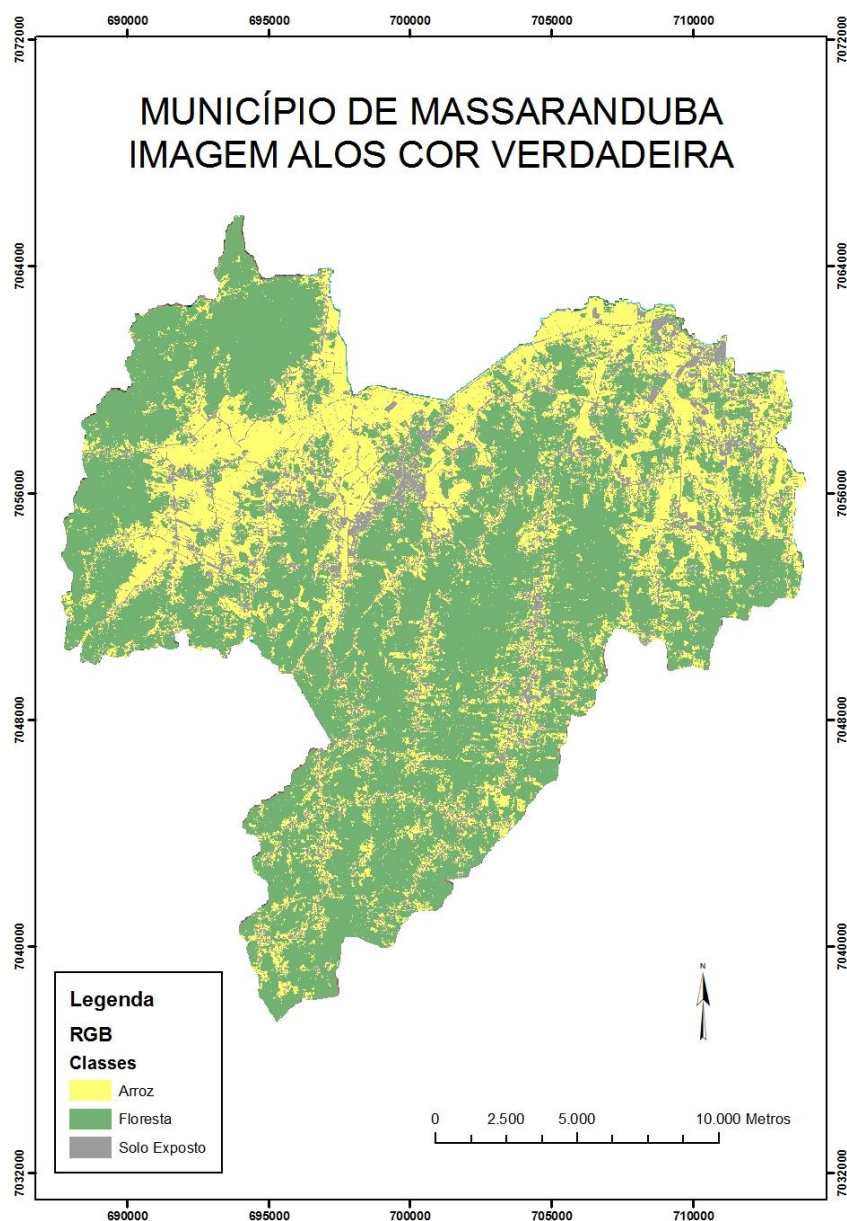 690000 695000 700000 705000 710000
7072000 7072000
MUNICÍPIO DE MASSARANDUBA
IMAGEM ALOS COR VERDADEIRA
7064000 7064000
7056000 7056000
7048000 7048000
7040000 7040000
N
Legenda
RGB
Classes
Arroz
Floresta
Solo Exposto
0 2.500 5.000 10.000 Metros
7032000 7032000
690000 695000 700000 705000 710000